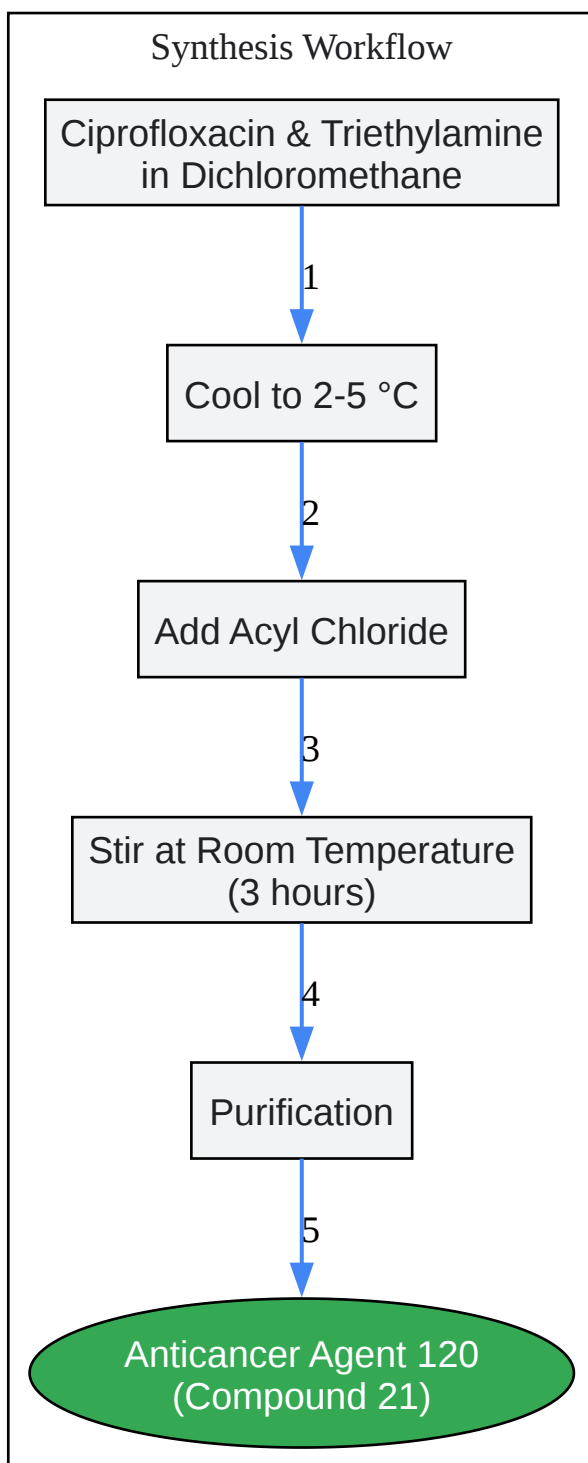 Synthesis Workflow
Ciprofloxacin & Triethylamine
in Dichloromethane
1
Cool to 2-5 °C
2
Add Acyl Chloride
3
Stir at Room Temperature
(3 hours)
4
Purification
5
Anticancer Agent 120
(Compound 21)